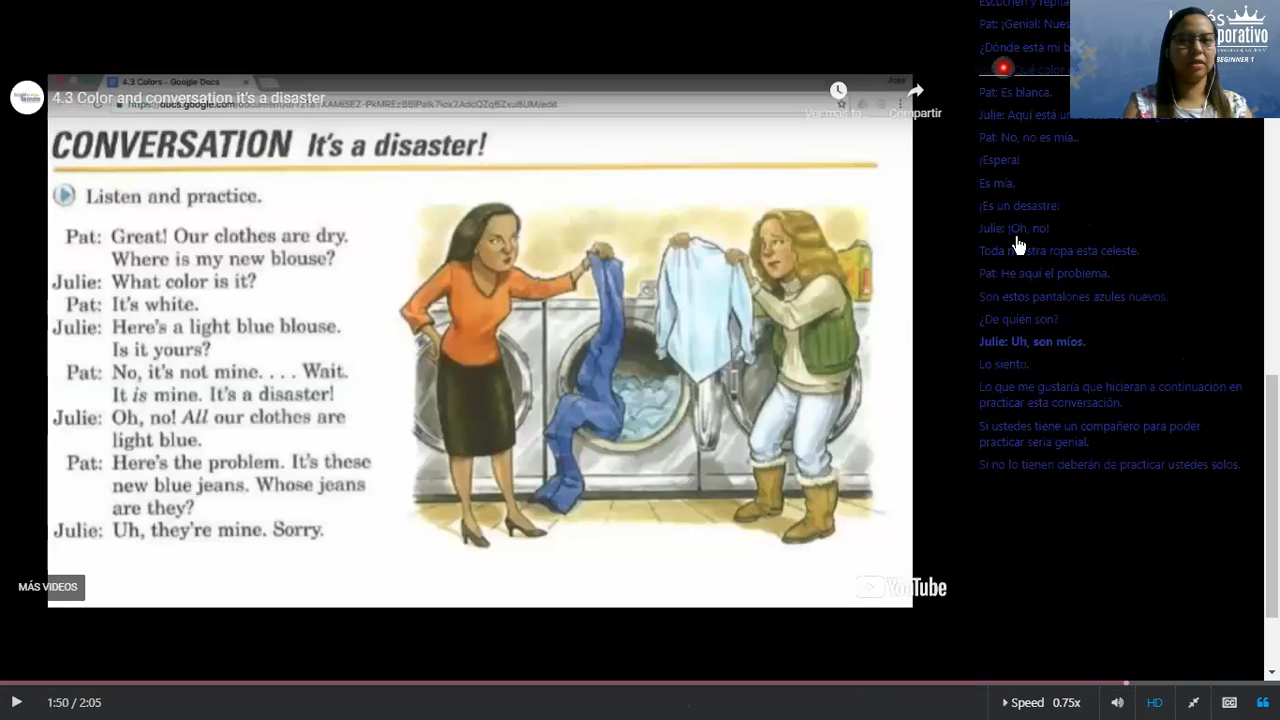 4.3 Colors - Google Docs
4.3 Color and conversation it's a disaster
Compartir
CONVERSATION It's a disaster!
Listen and practice.
Pat: Great! Our clothes are dry.
Where is my new blouse?
Julie: What color is it?
Pat: It's white.
Julie: Here's a light blue blouse.
Is it yours?
Pat: No, it's not mine. . . . Wait.
It is mine. It's a disaster!
Julie: Oh, no! All our clothes are
light blue.
Pat: Here's the problem. It's these
new blue jeans. Whose jeans
are they?
Julie: Uh, they're mine. Sorry.
MÁS VIDEOS
YouTube
1:50 / 2:05
Speed 0.75x
HD
Escuchen y repitan
Pat: ¡Genial!
¿Dónde está mi
Pat: Es blanca.
Julie: Aquí está
Pat: No, no es mía..
¡Espera!
Es mía.
¡Es un desastre!
Julie: ¡Oh, no!
Toda nuestra ropa esta celeste.
Pat: He aquí el problema.
Son estos pantalones azules nuevos.
¿De quién son?
Julie: Uh, son míos.
Lo siento.
Lo que me gustaría que hicieran a continuación en
practicar esta conversación.
Si ustedes tiene un compañero para poder
practicar seria genial.
Si no lo tienen deberán de practicar ustedes solos.
BEGINNER 1